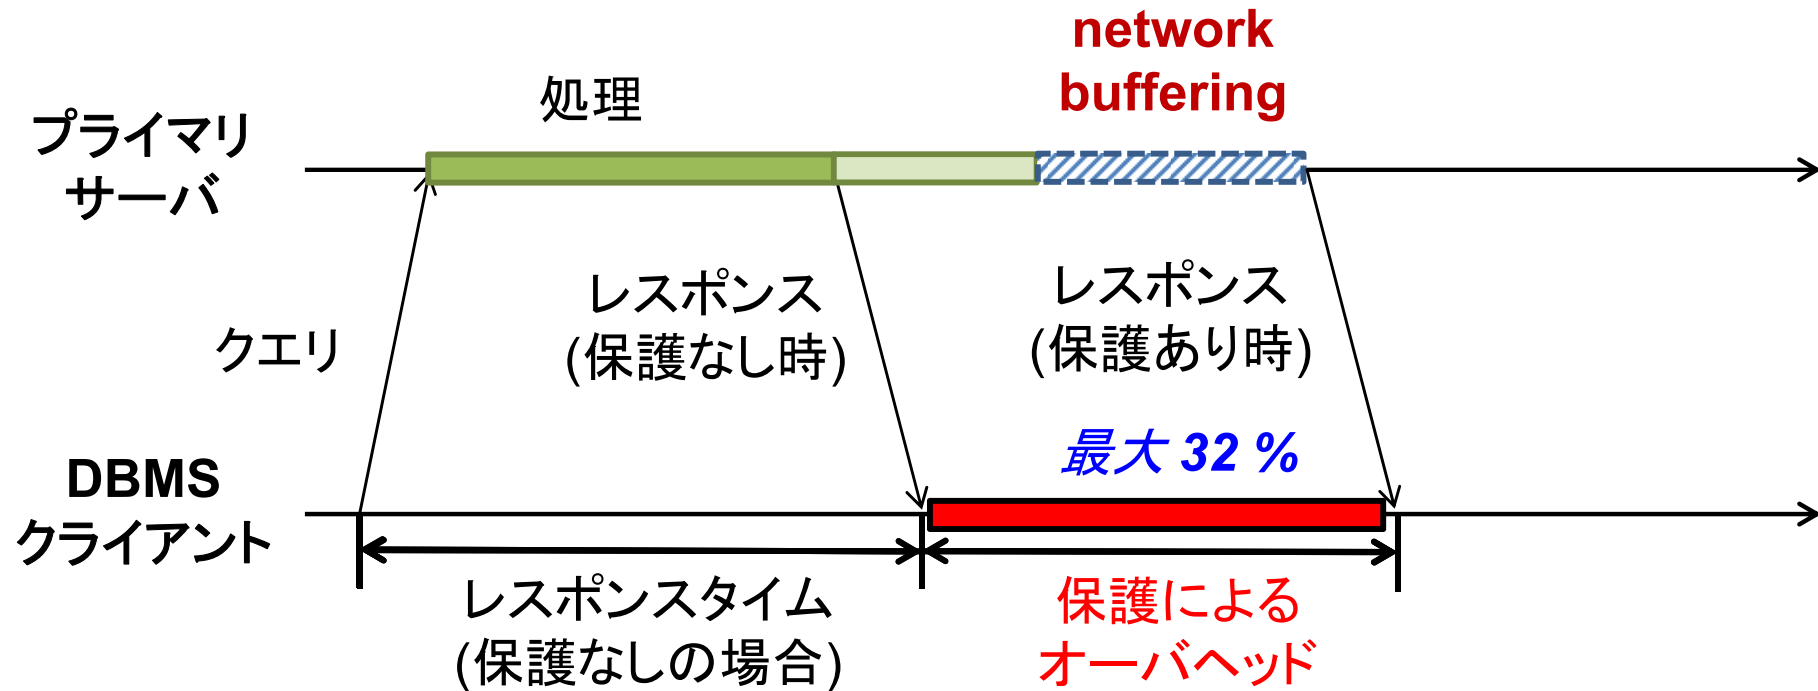 network
buffering
処理
プライマリ
サーバ
レスポンス
(保護なし時)
レスポンス
(保護あり時)
クエリ
最大 32 %
DBMS
クライアント
レスポンスタイム
(保護なしの場合)
保護による
オーバヘッド